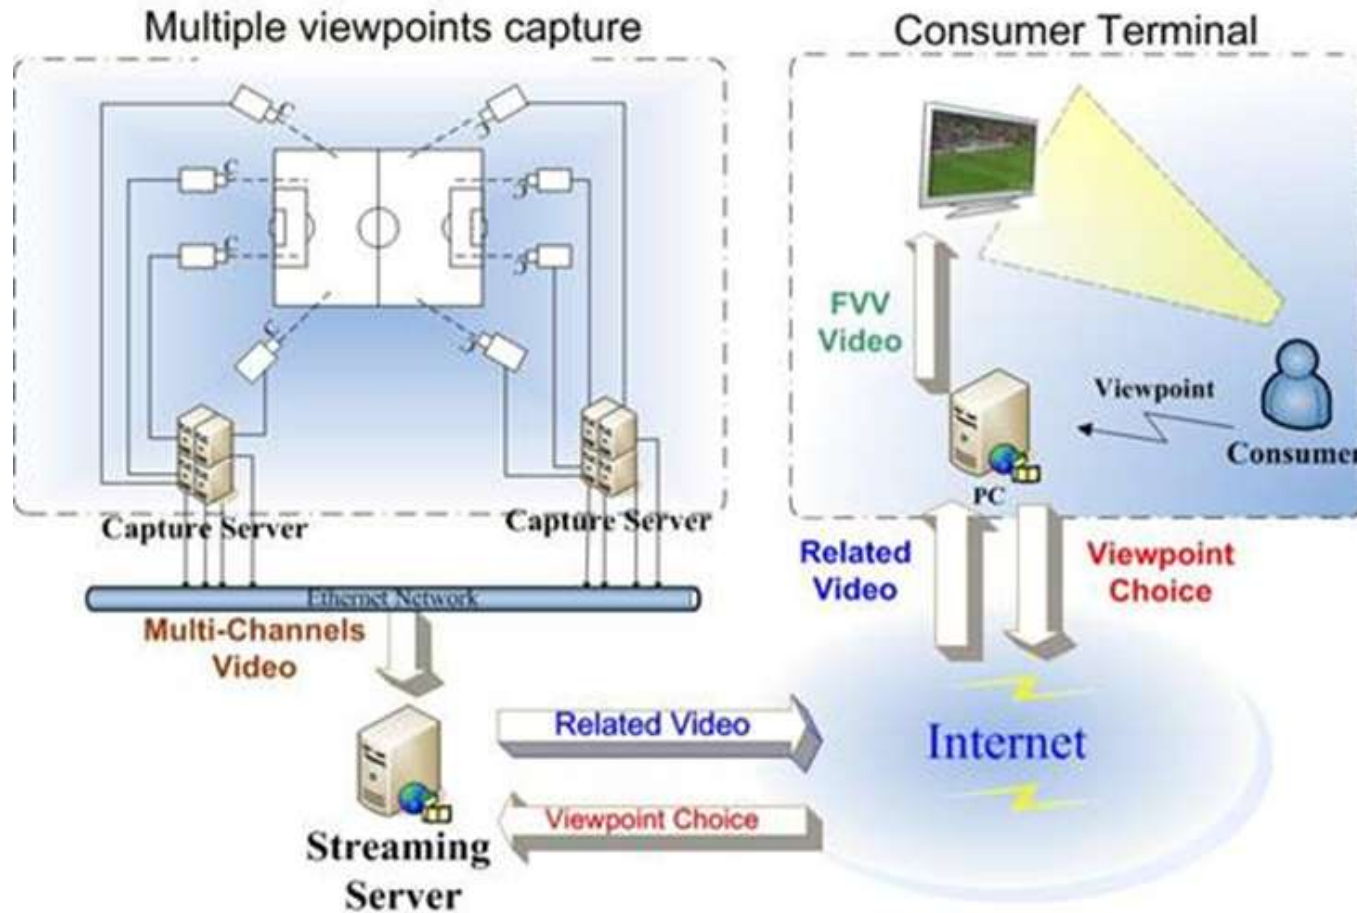 Multiple viewpoints capture
Consumer Terminal
FVV
Video
Viewpoint
Consumer
PC
Capture Server
Capture Server
Ethernet Network
Multi-Channels
Video
Related
Video
Viewpoint
Choice
Related Video
Internet
Viewpoint Choice
Streaming
Server